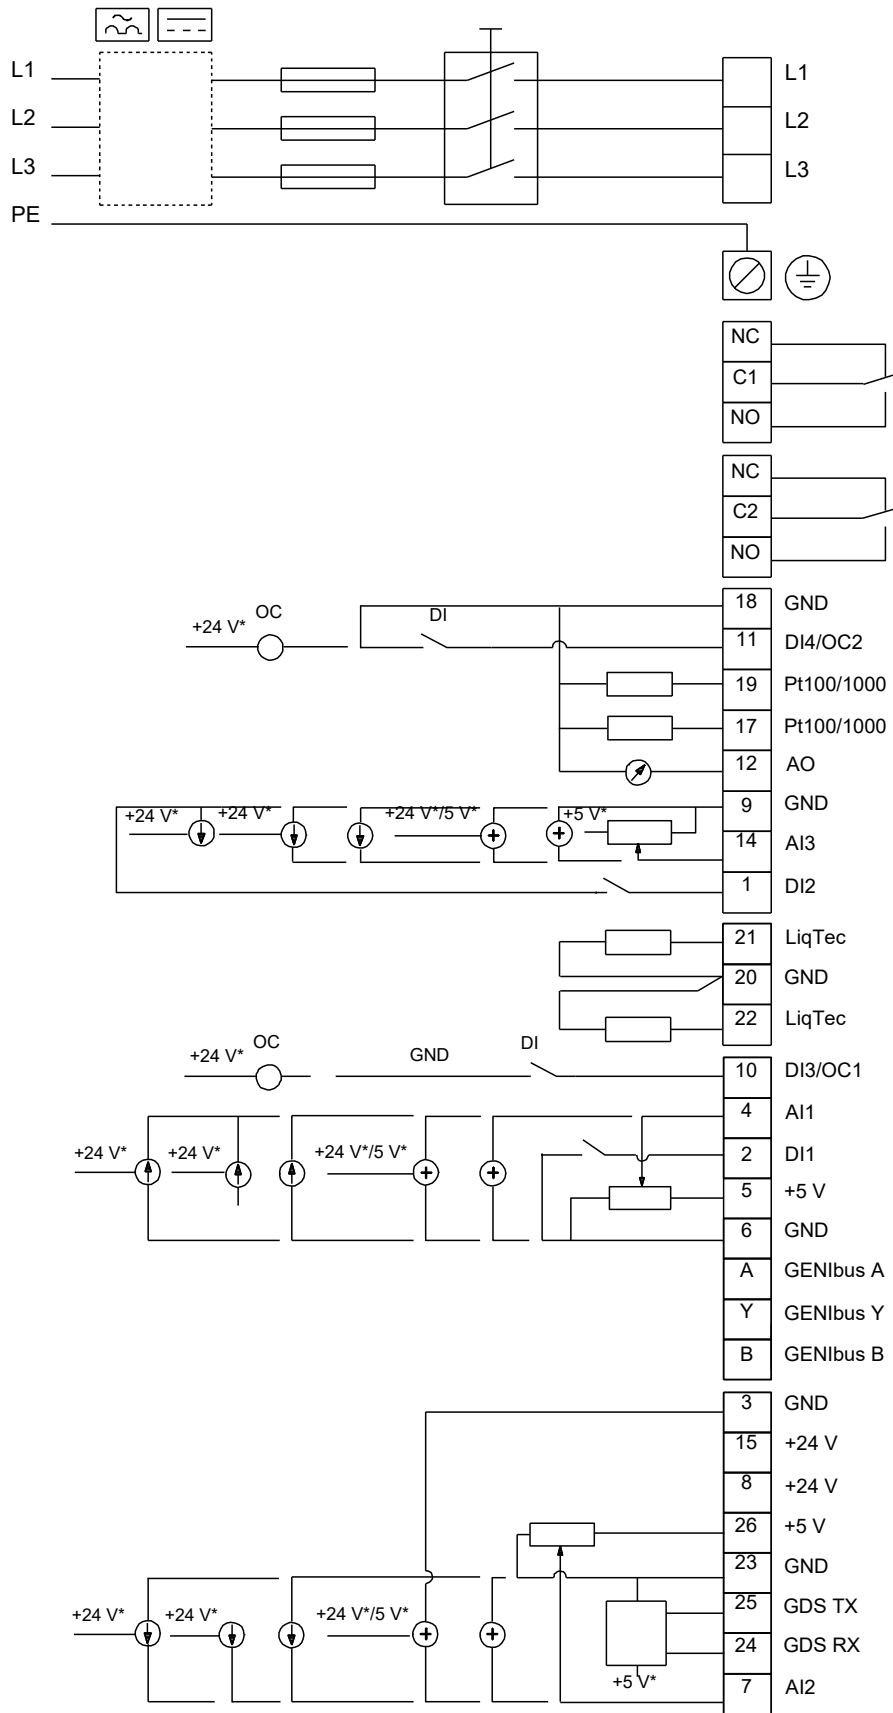 L1 L1
L2 L2
L3 L3
PE
NC
C1
NO
NC
C2
NO
18 GND
+24 V* OC DI 11 DI4/OC2
19 Pt100/1000
17 Pt100/1000
12 AO
+24 V* +24 V* +24 V*/5 V* +5 V* 9 GND
14 AI3
1 DI2
21 LiqTec
20 GND
22 LiqTec
+24 V* OC GND DI 10 DI3/OC1
4 AI1
+24 V* +24 V* +24 V*/5 V* 2 DI1
5 +5 V
6 GND
A GENIbus A
Y GENIbus Y
B GENIbus B
3 GND
15 +24 V
8 +24 V
26 +5 V
23 GND
25 GDS TX
+24 V* +24 V* +24 V*/5 V* 24 GDS RX
+5 V* 7 AI2